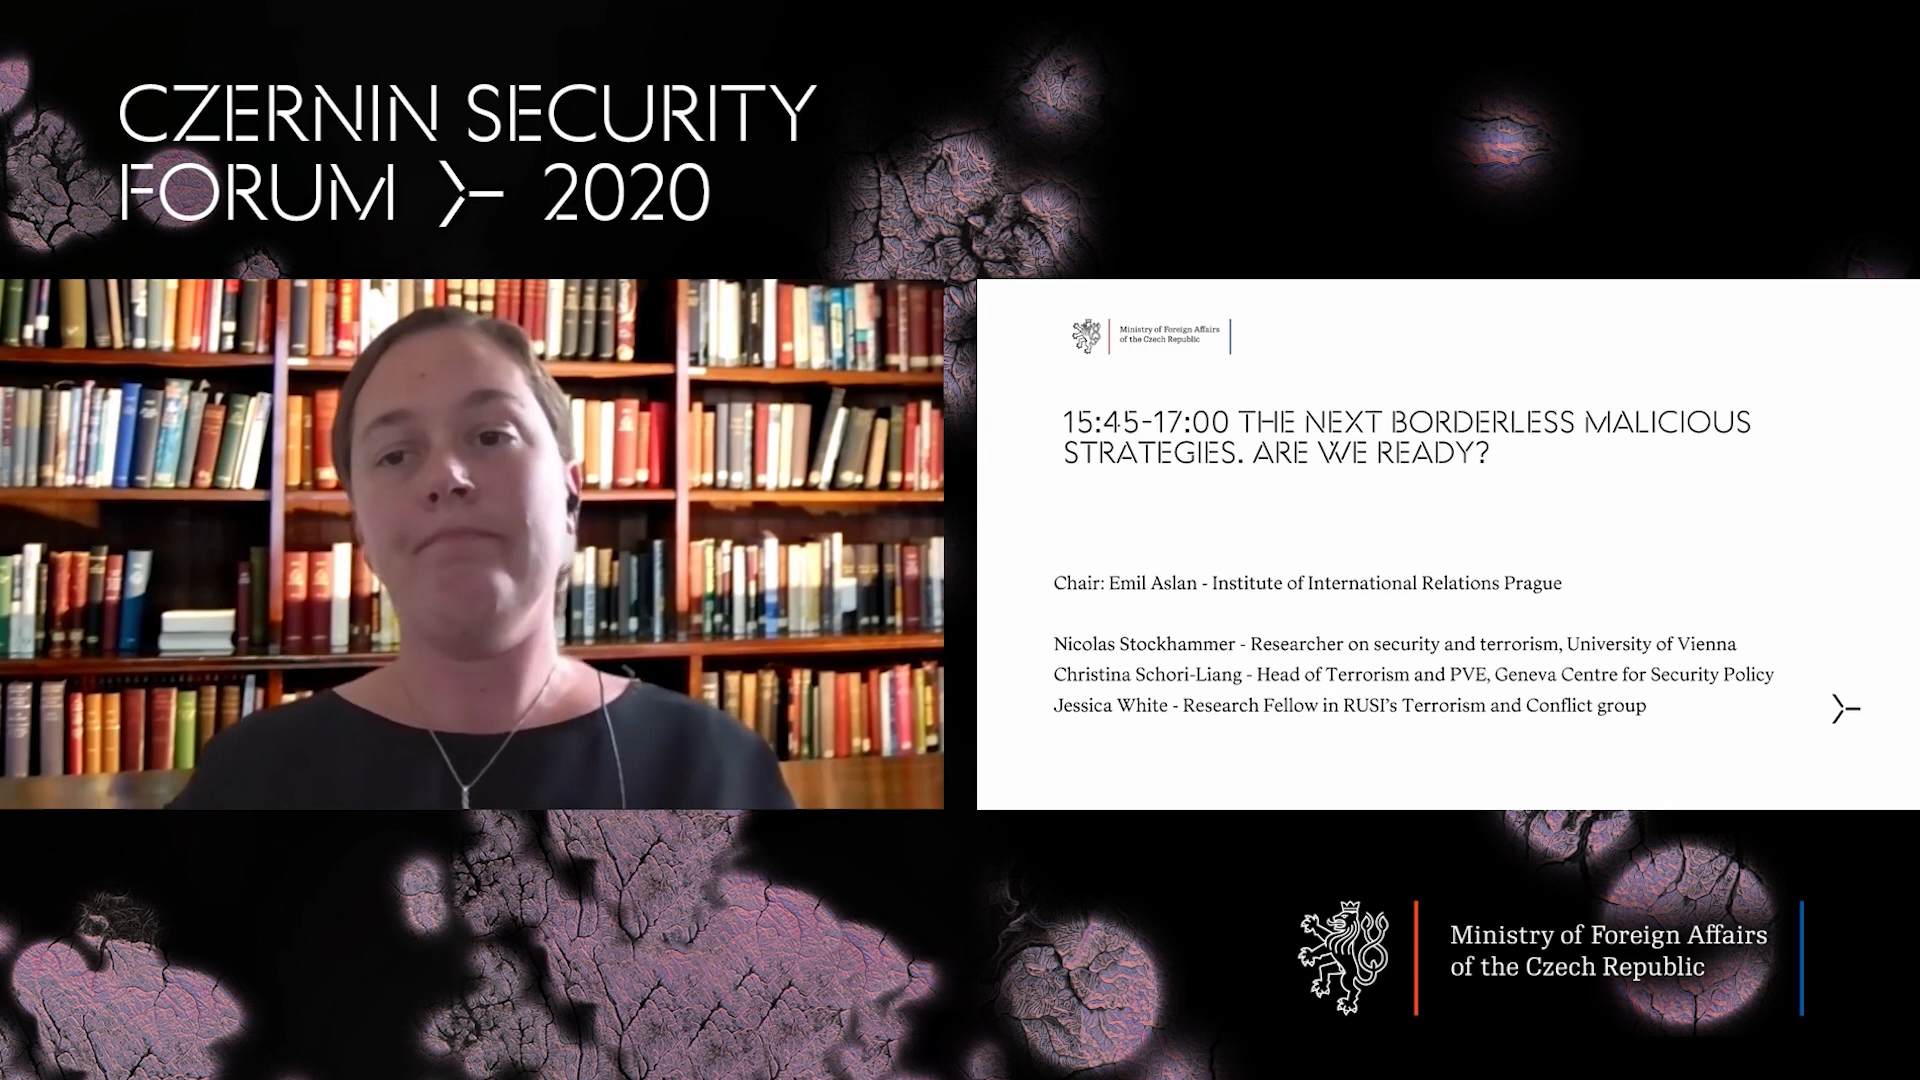 CZERNIN SECURITY
FORUM 2020
Ministry of Foreign Affairs
of the Czech Republic
15:45-17:00 THE NEXT BORDERLESS MALICIOUS
STRATEGIES. ARE WE READY?
Chair: Emil Aslan - Institute of International Relations Prague
Nicolas Stockhammer - Researcher on security and terrorism, University of Vienna
Christina Schori-Liang - Head of Terrorism and PVE, Geneva Centre for Security Policy
Jessica White - Research Fellow in RUSI's Terrorism and Conflict group
Ministry of Foreign Affairs
of the Czech Republic